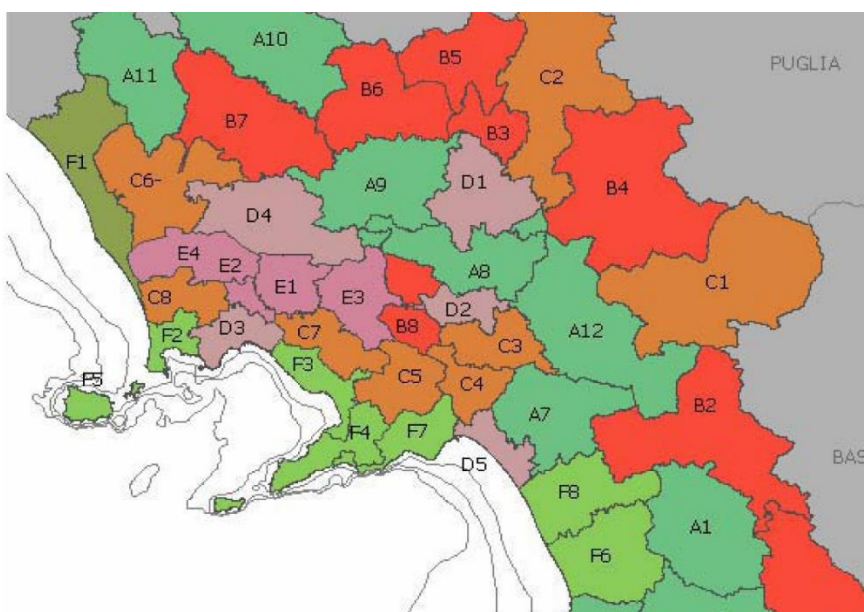 A10
B5
A11
B6
C2
PUGLIA
B7
B3
F1
C6-
A9
D1
B4
D4
E4
E2
A8
E1
E3
C1
C8
D2
F2
D3
C7
B8
C3
A12
F5
F3
C5
C4
B2
F4
F7
A7
D5
BAS
F8
A1
F6